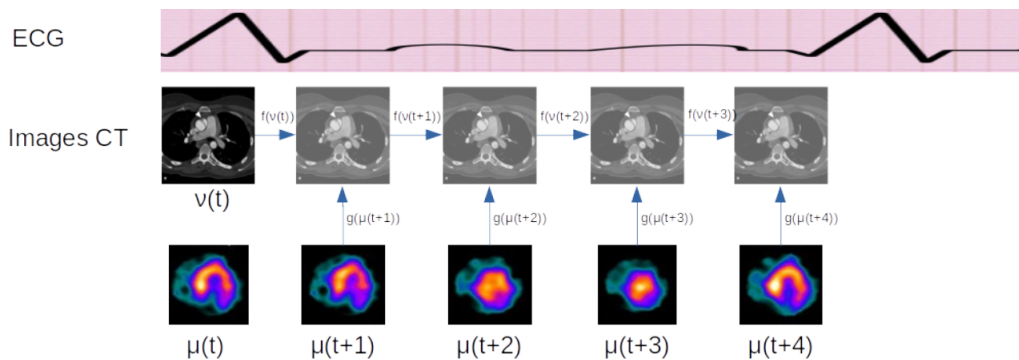 ECG
Images CT
f(ν(t)) f(ν(t+1)) f(ν(t+2)) f(ν(t+3))
ν(t)
g(μ(t+1)) g(μ(t+2)) g(μ(t+3)) g(μ(t+4))
μ(t) μ(t+1) μ(t+2) μ(t+3) μ(t+4)